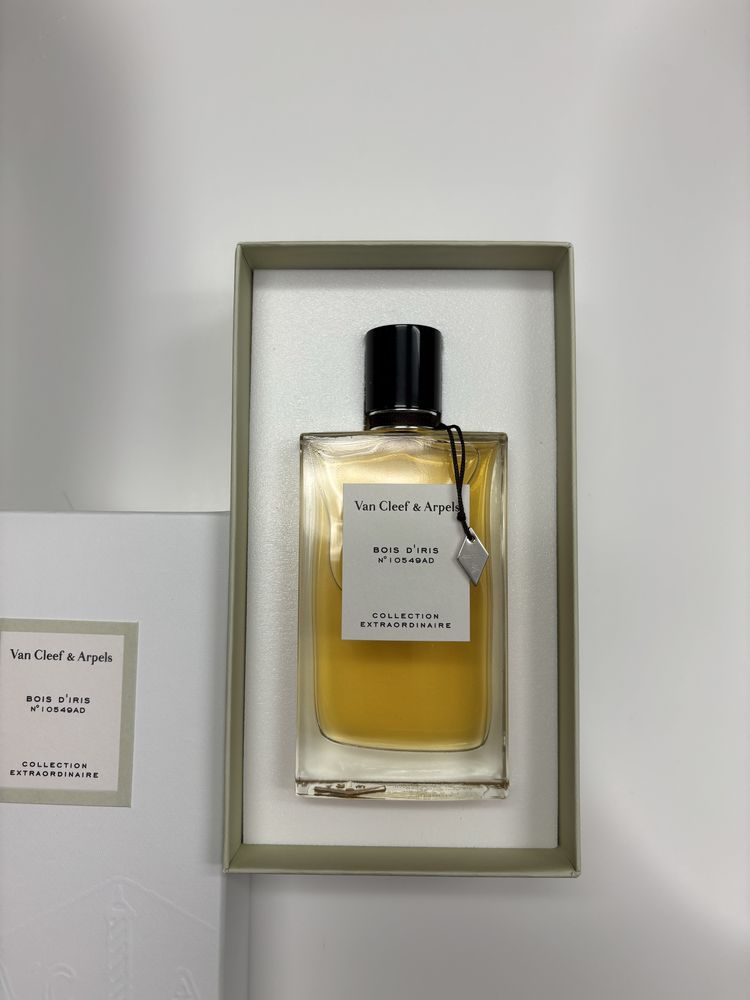 Van Cleef & Arpels
BOIS D'IRIS
N°10549AD
COLLECTION
EXTRAORDINAIRE
Van Cleef & Arpels
BOIS D'IRIS
N°10549AD
COLLECTION
EXTRAORDINAIRE